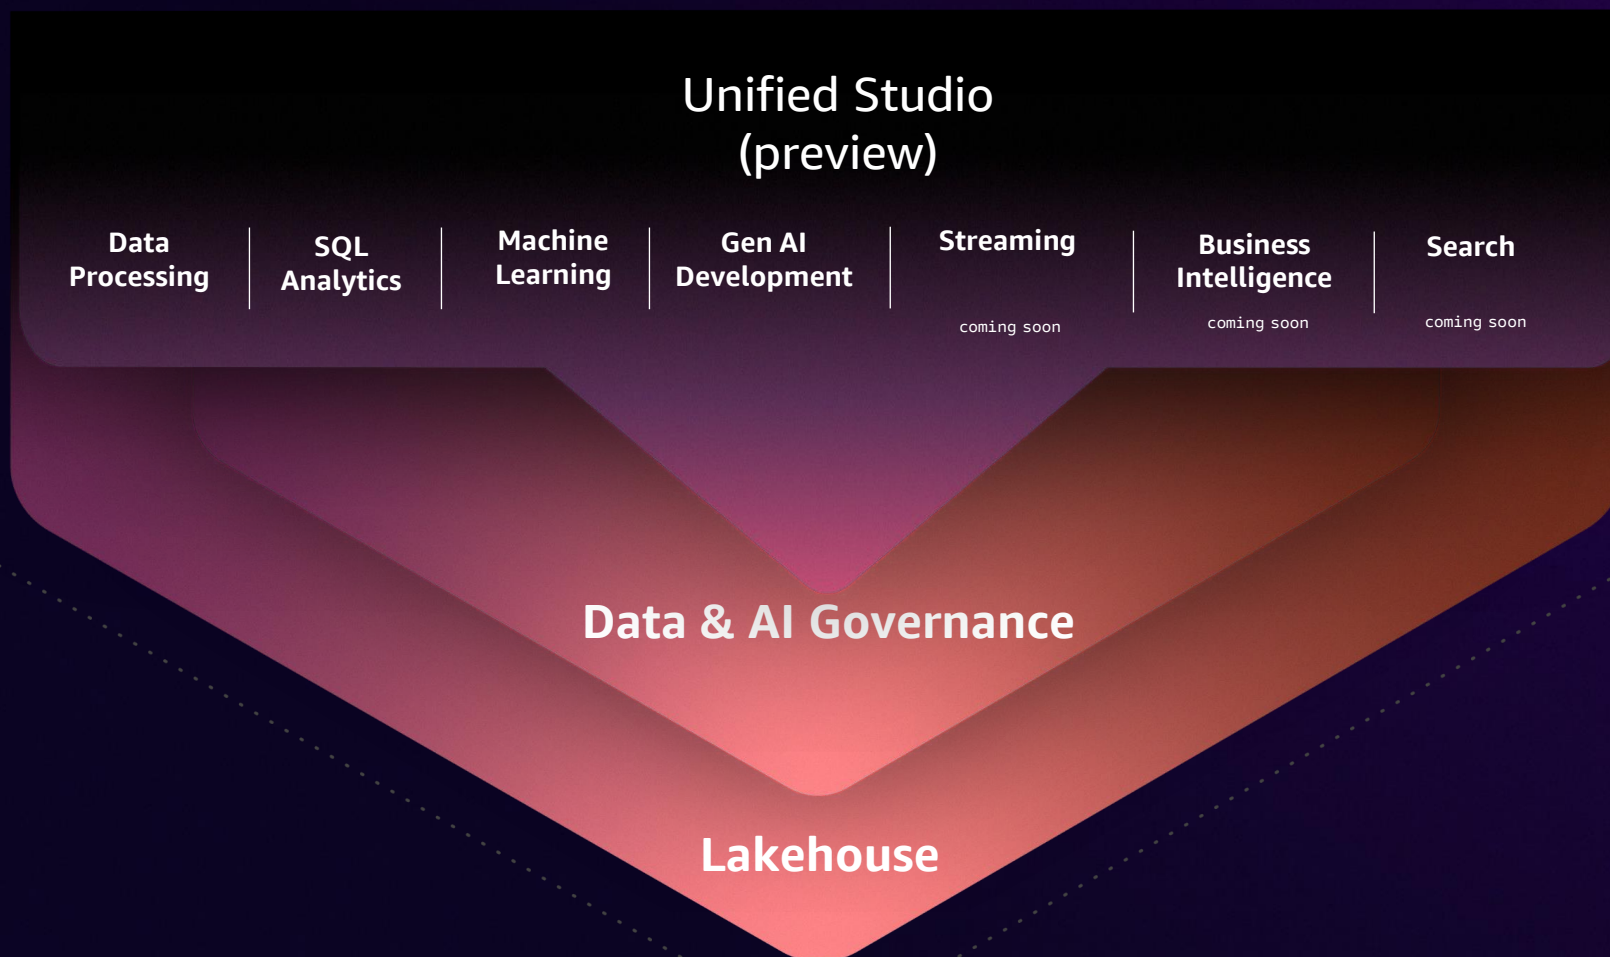 Unified Studio
(preview)
Data
Processing
SQL
Analytics
Machine
Learning
Gen AI
Development
Streaming
coming soon
Business
Intelligence
coming soon
Search
coming soon
Data & AI Governance
Lakehouse